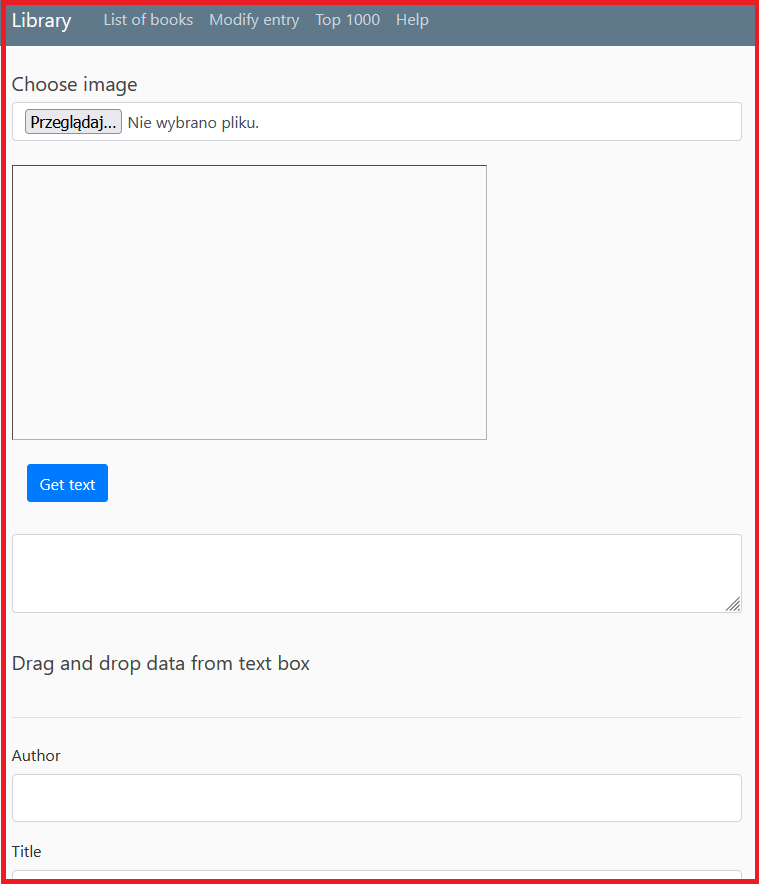 Library List of books Modify entry Top 1000 Help
Choose image
Przeglądaj... Nie wybrano pliku.
Get text
Drag and drop data from text box
Author
Title